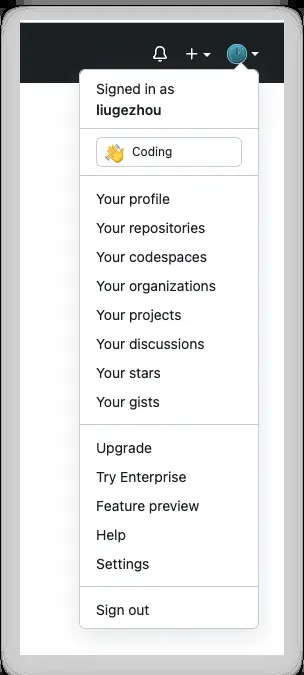 Signed in as
liugezhou
Coding
Your profile
Your repositories
Your codespaces
Your organizations
Your projects
Your discussions
Your stars
Your gists
Upgrade
Try Enterprise
Feature preview
Help
Settings
Sign out